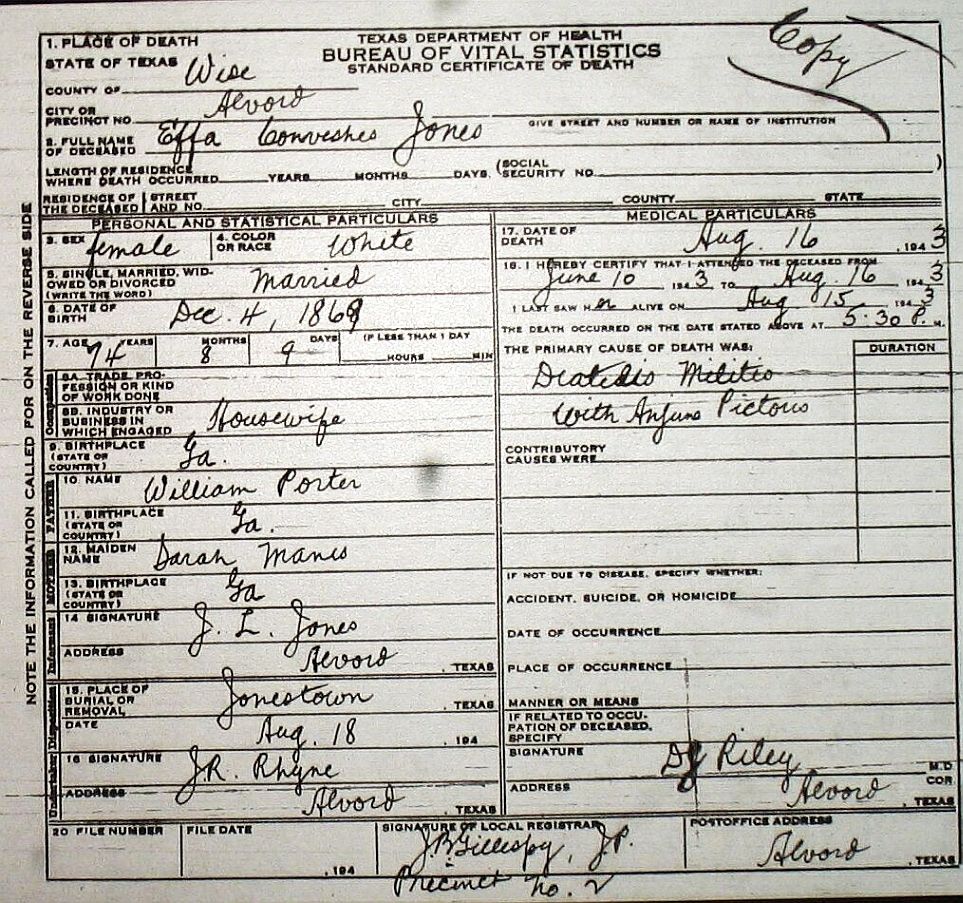 Copy
TEXAS DEPARTMENT OF HEALTH
BUREAU OF VITAL STATISTICS
STANDARD CERTIFICATE OF DEATH
1. PLACE OF DEATH
STATE OF TEXAS
COUNTY OF Wise
CITY OR PRECINCT NO. Alvord
GIVE STREET AND NUMBER OR NAME OF INSTITUTION
2. FULL NAME OF DECEASED Effa Jones
LENGTH OF RESIDENCE WHERE DEATH OCCURRED YEARS MONTHS DAYS. (SOCIAL SECURITY NO. )
RESIDENCE OF THE DECEASED STREET AND NO. CITY COUNTY STATE
NOTE THE INFORMATION CALLED FOR ON THE REVERSE SIDE
PERSONAL AND STATISTICAL PARTICULARS
3. SEX female 4. COLOR OR RACE White
5. SINGLE, MARRIED, WIDOWED OR DIVORCED (WRITE THE WORD) Married
6. DATE OF BIRTH Dec. 4, 1868
7. AGE 74 YEARS 8 MONTHS 9 DAYS IF LESS THAN 1 DAY HOURS MIN
Occupation
8A. TRADE, PROFESSION OR KIND OF WORK DONE
8B. INDUSTRY OR BUSINESS IN WHICH ENGAGED Housewife
9. BIRTHPLACE (STATE OR COUNTRY) Ga.
FATHER
10. NAME William Porter
11. BIRTHPLACE (STATE OR COUNTRY) Ga.
MOTHER
12. MAIDEN NAME Sarah Manes
13. BIRTHPLACE (STATE OR COUNTRY) Ga
Informant
14 SIGNATURE J. L. Jones
ADDRESS Alvord, TEXAS
Disposition
15. PLACE OF BURIAL OR REMOVAL Jonestown TEXAS
DATE Aug. 18, 194
Undertaker
16 SIGNATURE J.R. Rhyne
ADDRESS Alvord, TEXAS
MEDICAL PARTICULARS
17. DATE OF DEATH Aug. 16, 1943
18. I HEREBY CERTIFY THAT I ATTENDED THE DECEASED FROM
June 10 1943 TO Aug. 16 1943
I LAST SAW Her ALIVE ON Aug 15 1943
THE DEATH OCCURRED ON THE DATE STATED ABOVE AT 5:30 P. M.
THE PRIMARY CAUSE OF DEATH WAS: DURATION
Militis
with Anjuna Pictoris
CONTRIBUTORY CAUSES WERE
IF NOT DUE TO DISEASE, SPECIFY WHETHER:
ACCIDENT, SUICIDE, OR HOMICIDE
DATE OF OCCURRENCE
PLACE OF OCCURRENCE
MANNER OR MEANS
IF RELATED TO OCCUPATION OF DECEASED, SPECIFY
SIGNATURE Riley M.D.
COR.
ADDRESS Alvord, TEXAS
20 FILE NUMBER FILE DATE , 194
SIGNATURE OF LOCAL REGISTRAR J.B. Gillespy, J.P.
Precinct No. 2
POSTOFFICE ADDRESS
Alvord, TEXAS